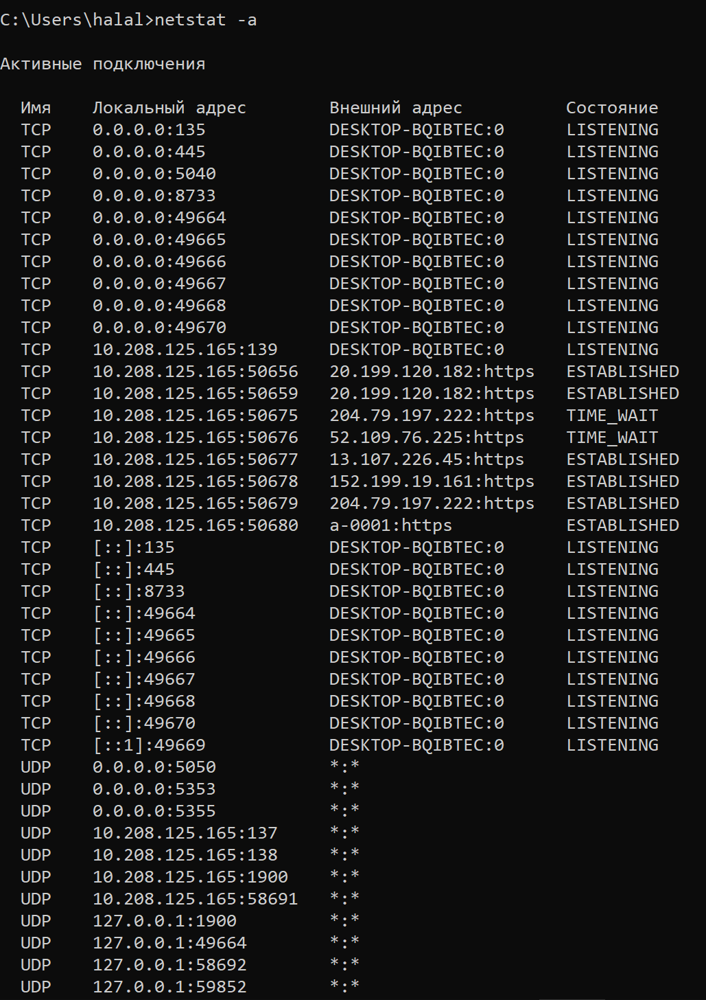 C:\Users\halal>netstat -a
Активные подключения
Имя Локальный адрес Внешний адрес Состояние
TCP 0.0.0.0:135 DESKTOP-BQIBTEC:0 LISTENING
TCP 0.0.0.0:445 DESKTOP-BQIBTEC:0 LISTENING
TCP 0.0.0.0:5040 DESKTOP-BQIBTEC:0 LISTENING
TCP 0.0.0.0:8733 DESKTOP-BQIBTEC:0 LISTENING
TCP 0.0.0.0:49664 DESKTOP-BQIBTEC:0 LISTENING
TCP 0.0.0.0:49665 DESKTOP-BQIBTEC:0 LISTENING
TCP 0.0.0.0:49666 DESKTOP-BQIBTEC:0 LISTENING
TCP 0.0.0.0:49667 DESKTOP-BQIBTEC:0 LISTENING
TCP 0.0.0.0:49668 DESKTOP-BQIBTEC:0 LISTENING
TCP 0.0.0.0:49670 DESKTOP-BQIBTEC:0 LISTENING
TCP 10.208.125.165:139 DESKTOP-BQIBTEC:0 LISTENING
TCP 10.208.125.165:50656 20.199.120.182:https ESTABLISHED
TCP 10.208.125.165:50659 20.199.120.182:https ESTABLISHED
TCP 10.208.125.165:50675 204.79.197.222:https TIME_WAIT
TCP 10.208.125.165:50676 52.109.76.225:https TIME_WAIT
TCP 10.208.125.165:50677 13.107.226.45:https ESTABLISHED
TCP 10.208.125.165:50678 152.199.19.161:https ESTABLISHED
TCP 10.208.125.165:50679 204.79.197.222:https ESTABLISHED
TCP 10.208.125.165:50680 a-0001:https ESTABLISHED
TCP [::]:135 DESKTOP-BQIBTEC:0 LISTENING
TCP [::]:445 DESKTOP-BQIBTEC:0 LISTENING
TCP [::]:8733 DESKTOP-BQIBTEC:0 LISTENING
TCP [::]:49664 DESKTOP-BQIBTEC:0 LISTENING
TCP [::]:49665 DESKTOP-BQIBTEC:0 LISTENING
TCP [::]:49666 DESKTOP-BQIBTEC:0 LISTENING
TCP [::]:49667 DESKTOP-BQIBTEC:0 LISTENING
TCP [::]:49668 DESKTOP-BQIBTEC:0 LISTENING
TCP [::]:49670 DESKTOP-BQIBTEC:0 LISTENING
TCP [::1]:49669 DESKTOP-BQIBTEC:0 LISTENING
UDP 0.0.0.0:5050 *:*
UDP 0.0.0.0:5353 *:*
UDP 0.0.0.0:5355 *:*
UDP 10.208.125.165:137 *:*
UDP 10.208.125.165:138 *:*
UDP 10.208.125.165:1900 *:*
UDP 10.208.125.165:58691 *:*
UDP 127.0.0.1:1900 *:*
UDP 127.0.0.1:49664 *:*
UDP 127.0.0.1:58692 *:*
UDP 127.0.0.1:59852 *:*